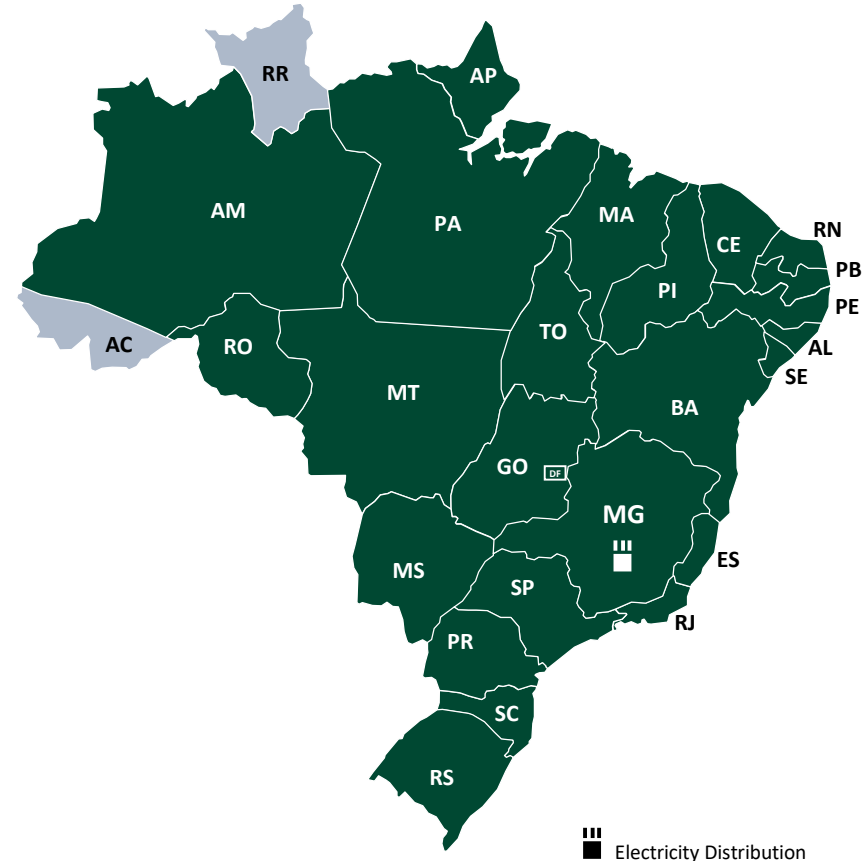 RR
AP
AM
PA
MA
CE
RN
PB
PE
PI
TO
AL
SE
AC
RO
MT
BA
GO
DF
MG
ES
MS
SP
RJ
PR
SC
RS
Electricity Distribution